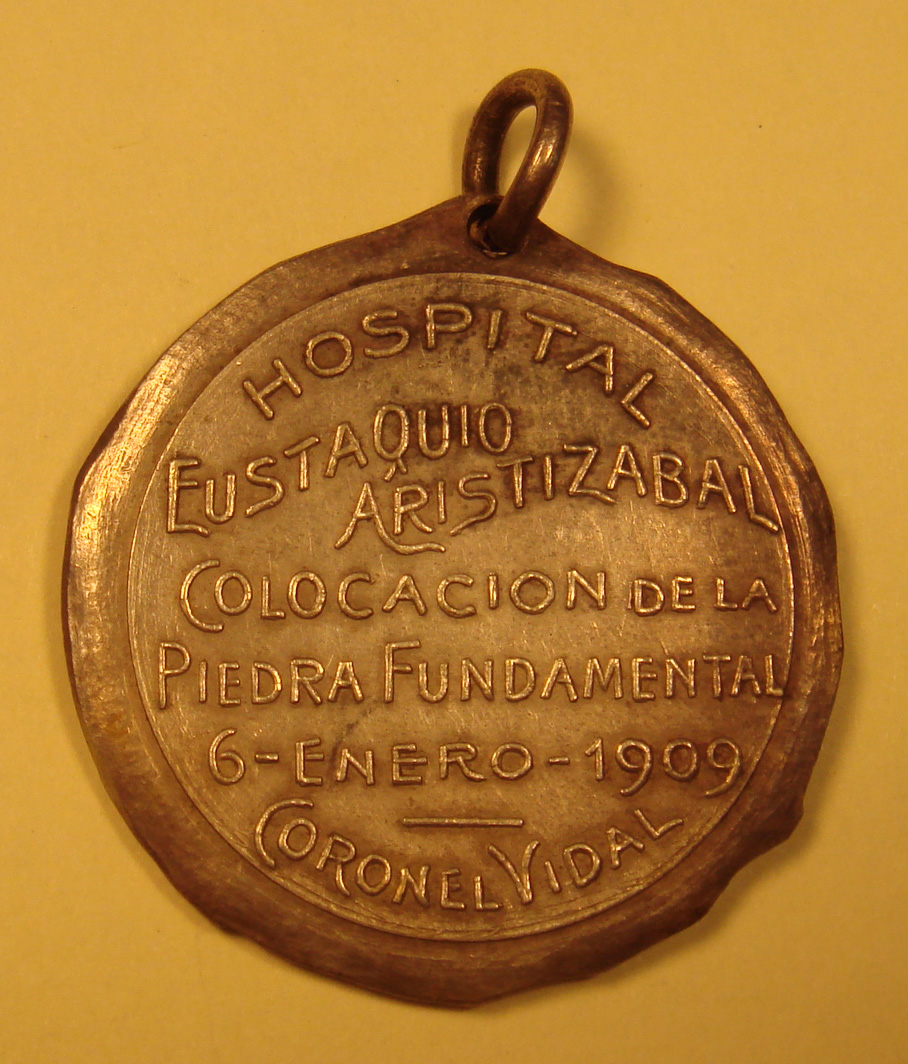 HOSPITAL
EUSTAQUIO
ARISTIZABAL
COLOCACION DE LA
PIEDRA FUNDAMENTAL
6-ENERO-1909
CORONEL VIDAL